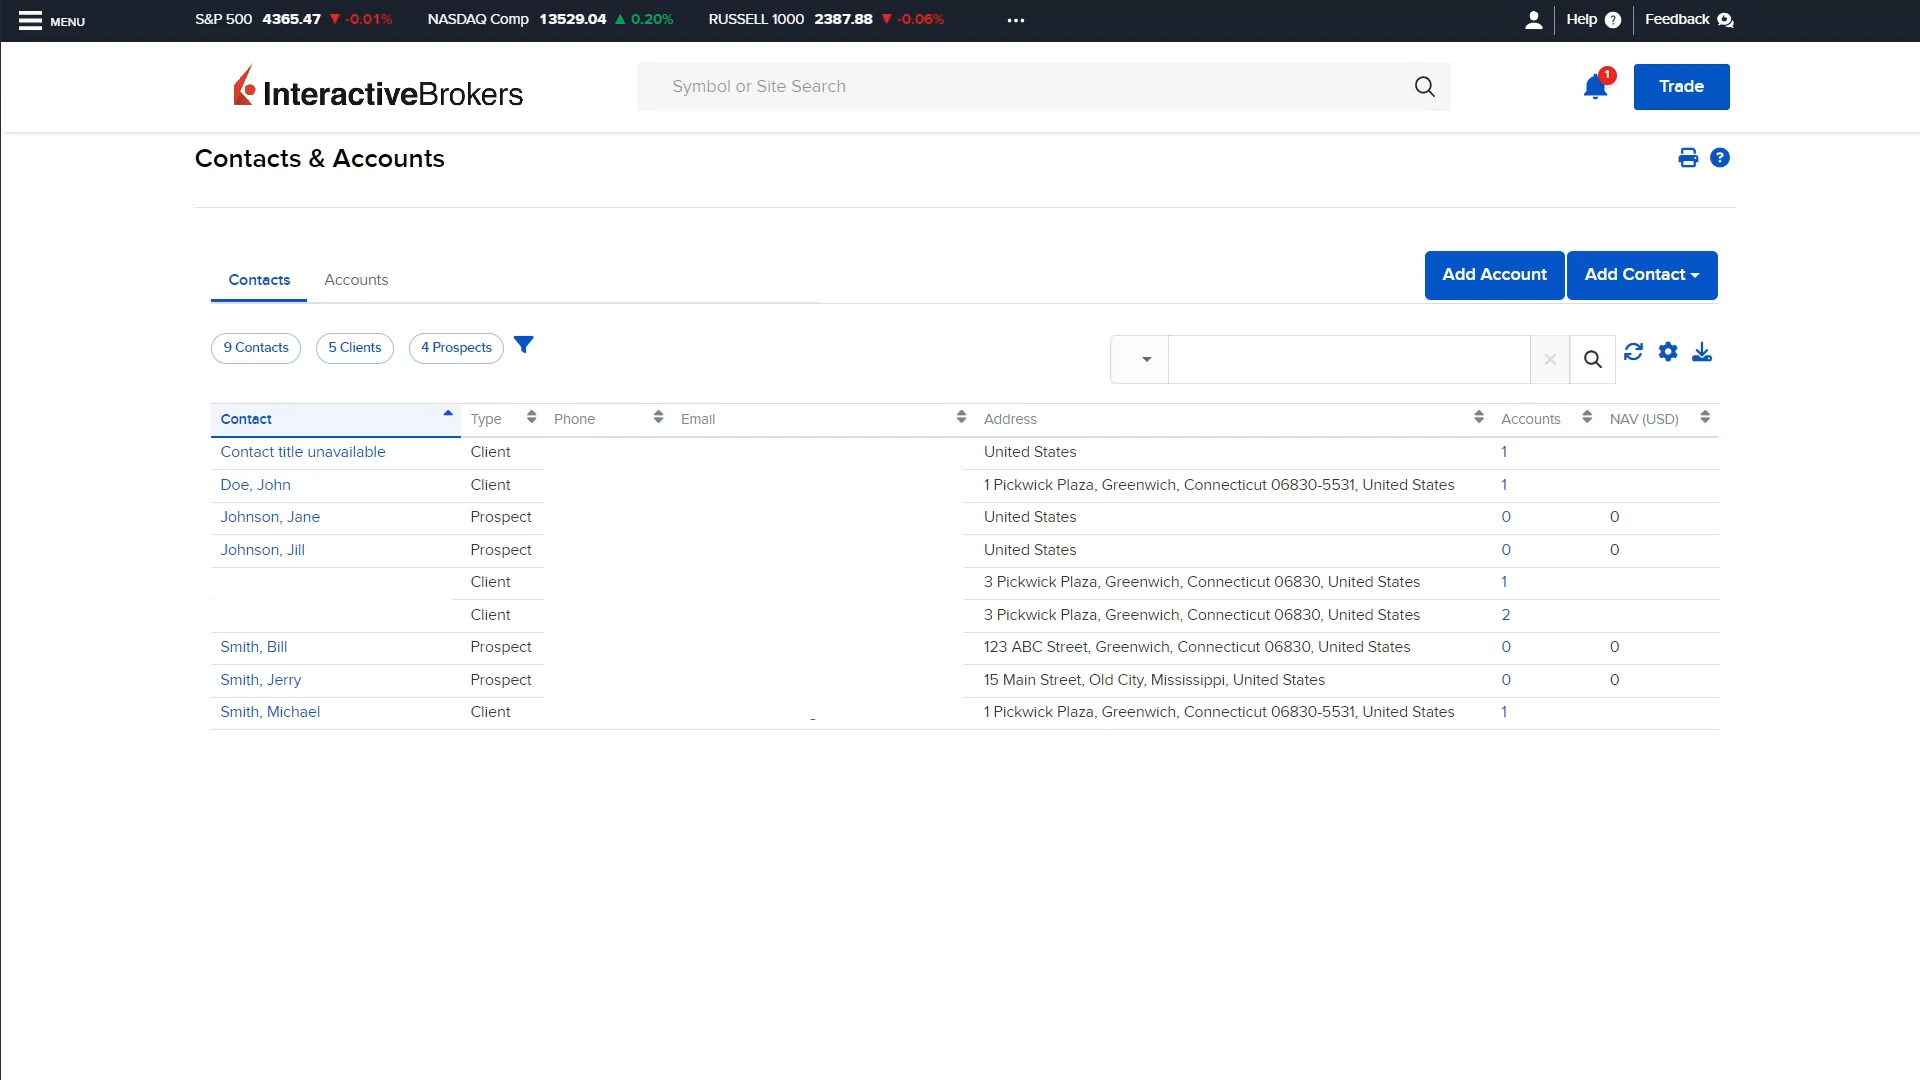 MENU S&P 500 4365.47 ▼ -0.01% NASDAQ Comp 13529.04 ▲ 0.20% RUSSELL 1000 2387.88 ▼ -0.06% ... Help ? Feedback
InteractiveBrokers Symbol or Site Search 1 Trade
Contacts & Accounts ?
Contacts Accounts Add Account Add Contact
9 Contacts 5 Clients 4 Prospects
Contact Type Phone Email Address Accounts NAV (USD)
Contact title unavailable Client United States 1
Doe, John Client 1 Pickwick Plaza, Greenwich, Connecticut 06830-5531, United States 1
Johnson, Jane Prospect United States 0 0
Johnson, Jill Prospect United States 0 0
Client 3 Pickwick Plaza, Greenwich, Connecticut 06830, United States 1
Client 3 Pickwick Plaza, Greenwich, Connecticut 06830, United States 2
Smith, Bill Prospect 123 ABC Street, Greenwich, Connecticut 06830, United States 0 0
Smith, Jerry Prospect 15 Main Street, Old City, Mississippi, United States 0 0
Smith, Michael Client 1 Pickwick Plaza, Greenwich, Connecticut 06830-5531, United States 1